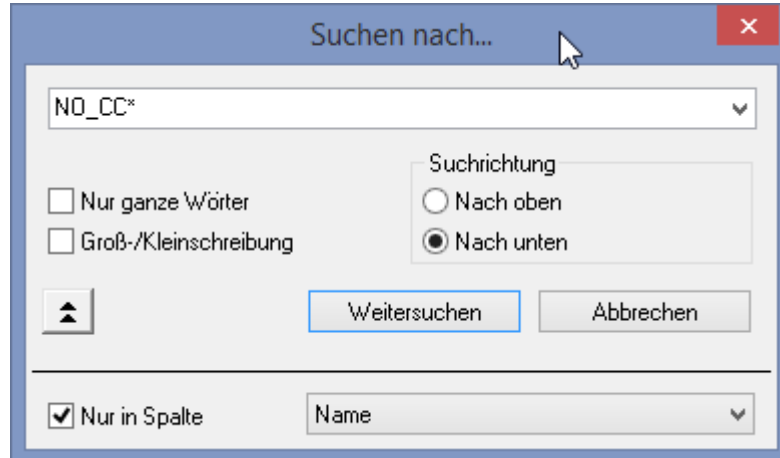 Suchen nach...
NO_CC*
Suchrichtung
Nur ganze Wörter
Nach oben
Groß-/Kleinschreibung
Nach unten
Weitersuchen
Abbrechen
Nur in Spalte
Name